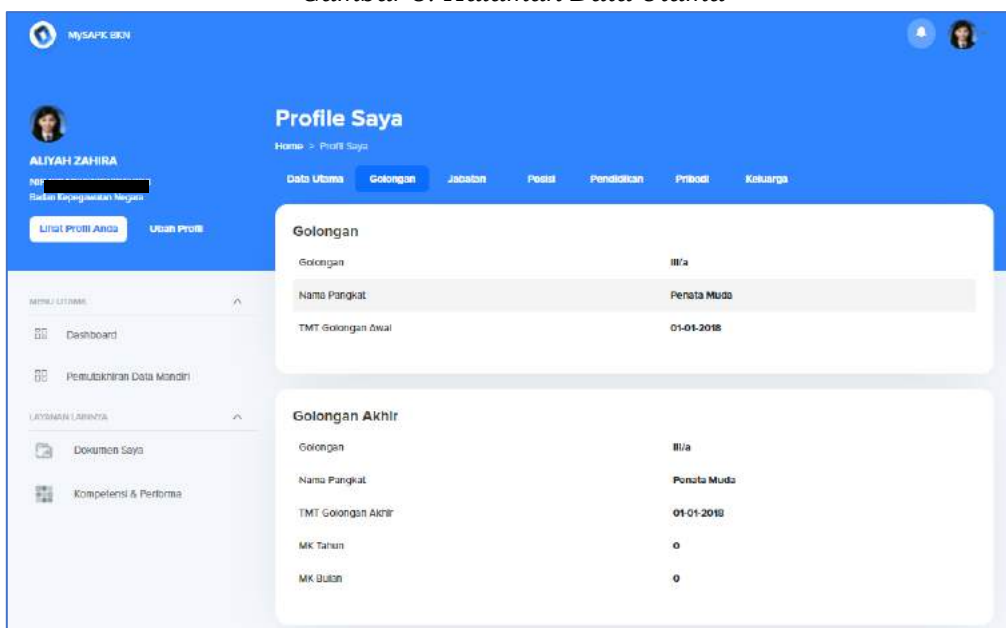 MySAPK BKN
Profile Saya
Home > Profil Saya
ALIYAH ZAHIRA
Badan Kepegawaian Negara
Lihat Profil Anda
Ubah Profil
Data Utama
Golongan
Jabatan
Posisi
Pendidikan
Pribadi
Keluarga
MENU UTAMA
Dashboard
Pemutakhiran Data Mandiri
LAYANAN LAINNYA
Dokumen Saya
Kompetensi & Performa
Golongan
Golongan III/a
Nama Pangkat Penata Muda
TMT Golongan Awal 01-01-2018
Golongan Akhir
Golongan III/a
Nama Pangkat Penata Muda
TMT Golongan Akhir 01-01-2018
MK Tahun 0
MK Bulan 0